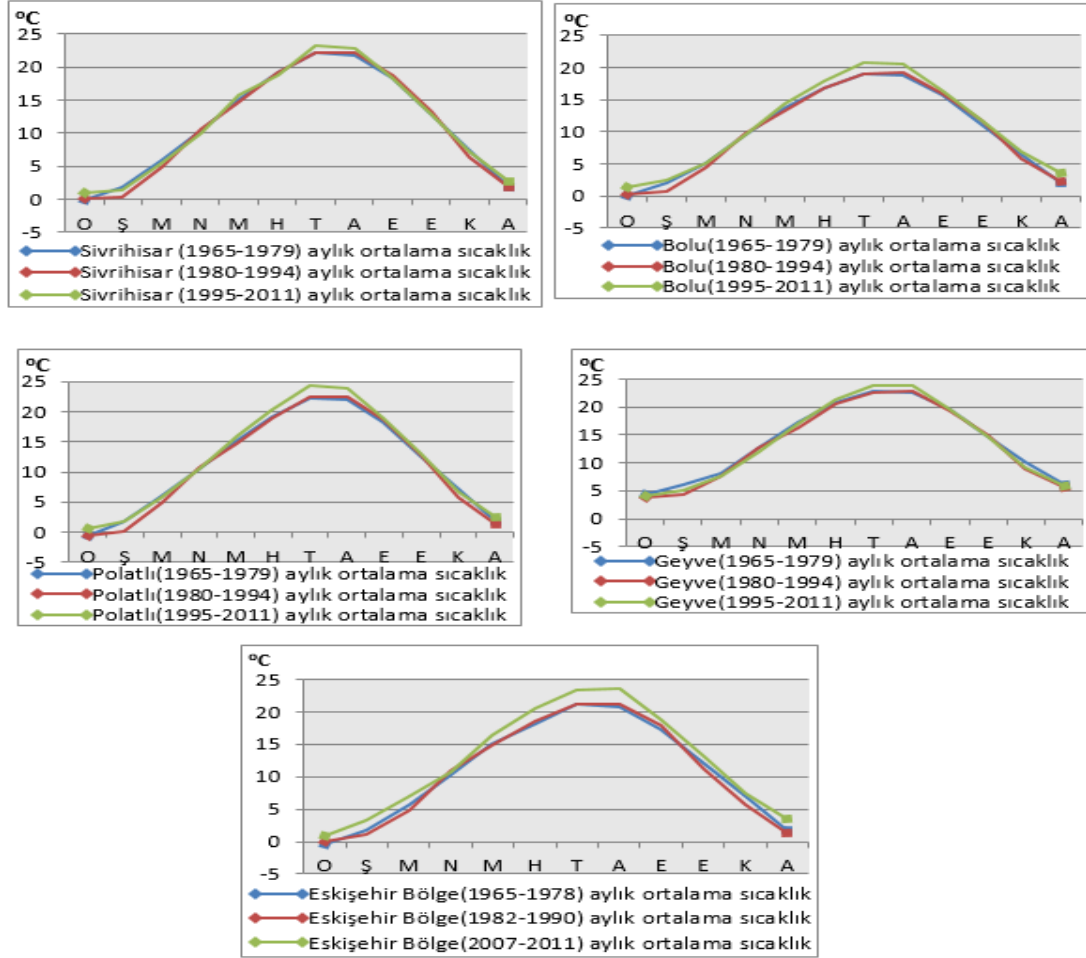 ºC
25
20
15
10
5
0
-5
O Ş M N M H T A E E K A
Sivrihisar (1965-1979) aylık ortalama sıcaklık
Sivrihisar (1980-1994) aylık ortalama sıcaklık
Sivrihisar (1995-2011) aylık ortalama sıcaklık
ºC
30
25
20
15
10
5
0
-5
O Ş M N M H T A E E K A
Bolu(1965-1979) aylık ortalama sıcaklık
Bolu(1980-1994) aylık ortalama sıcaklık
Bolu(1995-2011) aylık ortalama sıcaklık
ºC
25
20
15
10
5
0
-5
O Ş M N M H T A E E K A
Polatlı(1965-1979) aylık ortalama sıcaklık
Polatlı(1980-1994) aylık ortalama sıcaklık
Polatlı(1995-2011) aylık ortalama sıcaklık
ºC
25
20
15
10
5
0
-5
O Ş M N M H T A E E K A
Geyve(1965-1979) aylık ortalama sıcaklık
Geyve(1980-1994) aylık ortalama sıcaklık
Geyve(1995-2011) aylık ortalama sıcaklık
ºC
25
20
15
10
5
0
-5
O Ş M N M H T A E E K A
Eskişehir Bölge(1965-1978) aylık ortalama sıcaklık
Eskişehir Bölge(1982-1990) aylık ortalama sıcaklık
Eskişehir Bölge(2007-2011) aylık ortalama sıcaklık